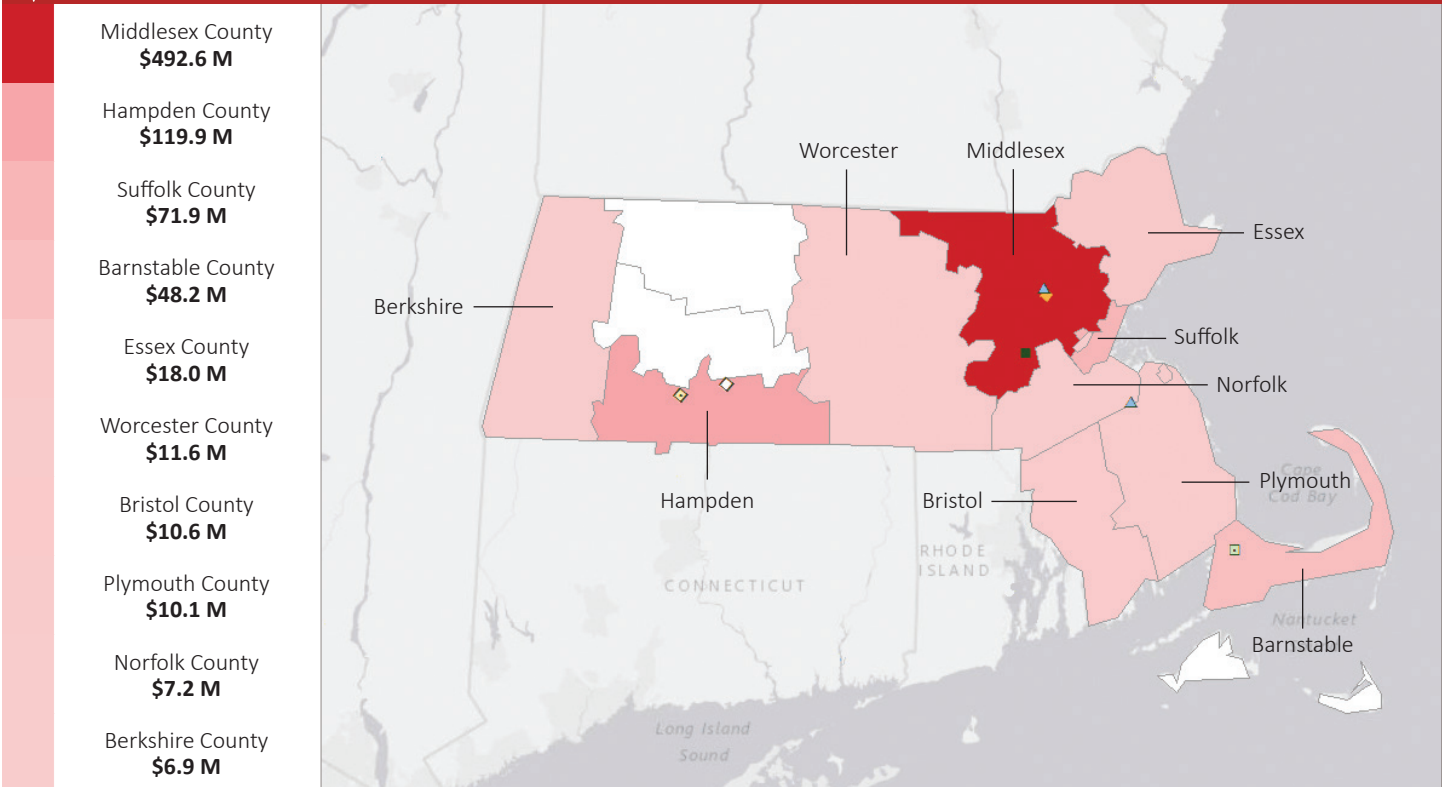 Middlesex County
$492.6 M
Hampden County
$119.9 M
Suffolk County
$71.9 M
Barnstable County
$48.2 M
Essex County
$18.0 M
Worcester County
$11.6 M
Bristol County
$10.6 M
Plymouth County
$10.1 M
Norfolk County
$7.2 M
Berkshire County
$6.9 M
Worcester
Middlesex
Essex
Berkshire
Suffolk
Norfolk
Hampden
Bristol
Plymouth
Cape
Cod Bay
RHODE
ISLAND
CONNECTICUT
Nantucket
Barnstable
Long Island
Sound